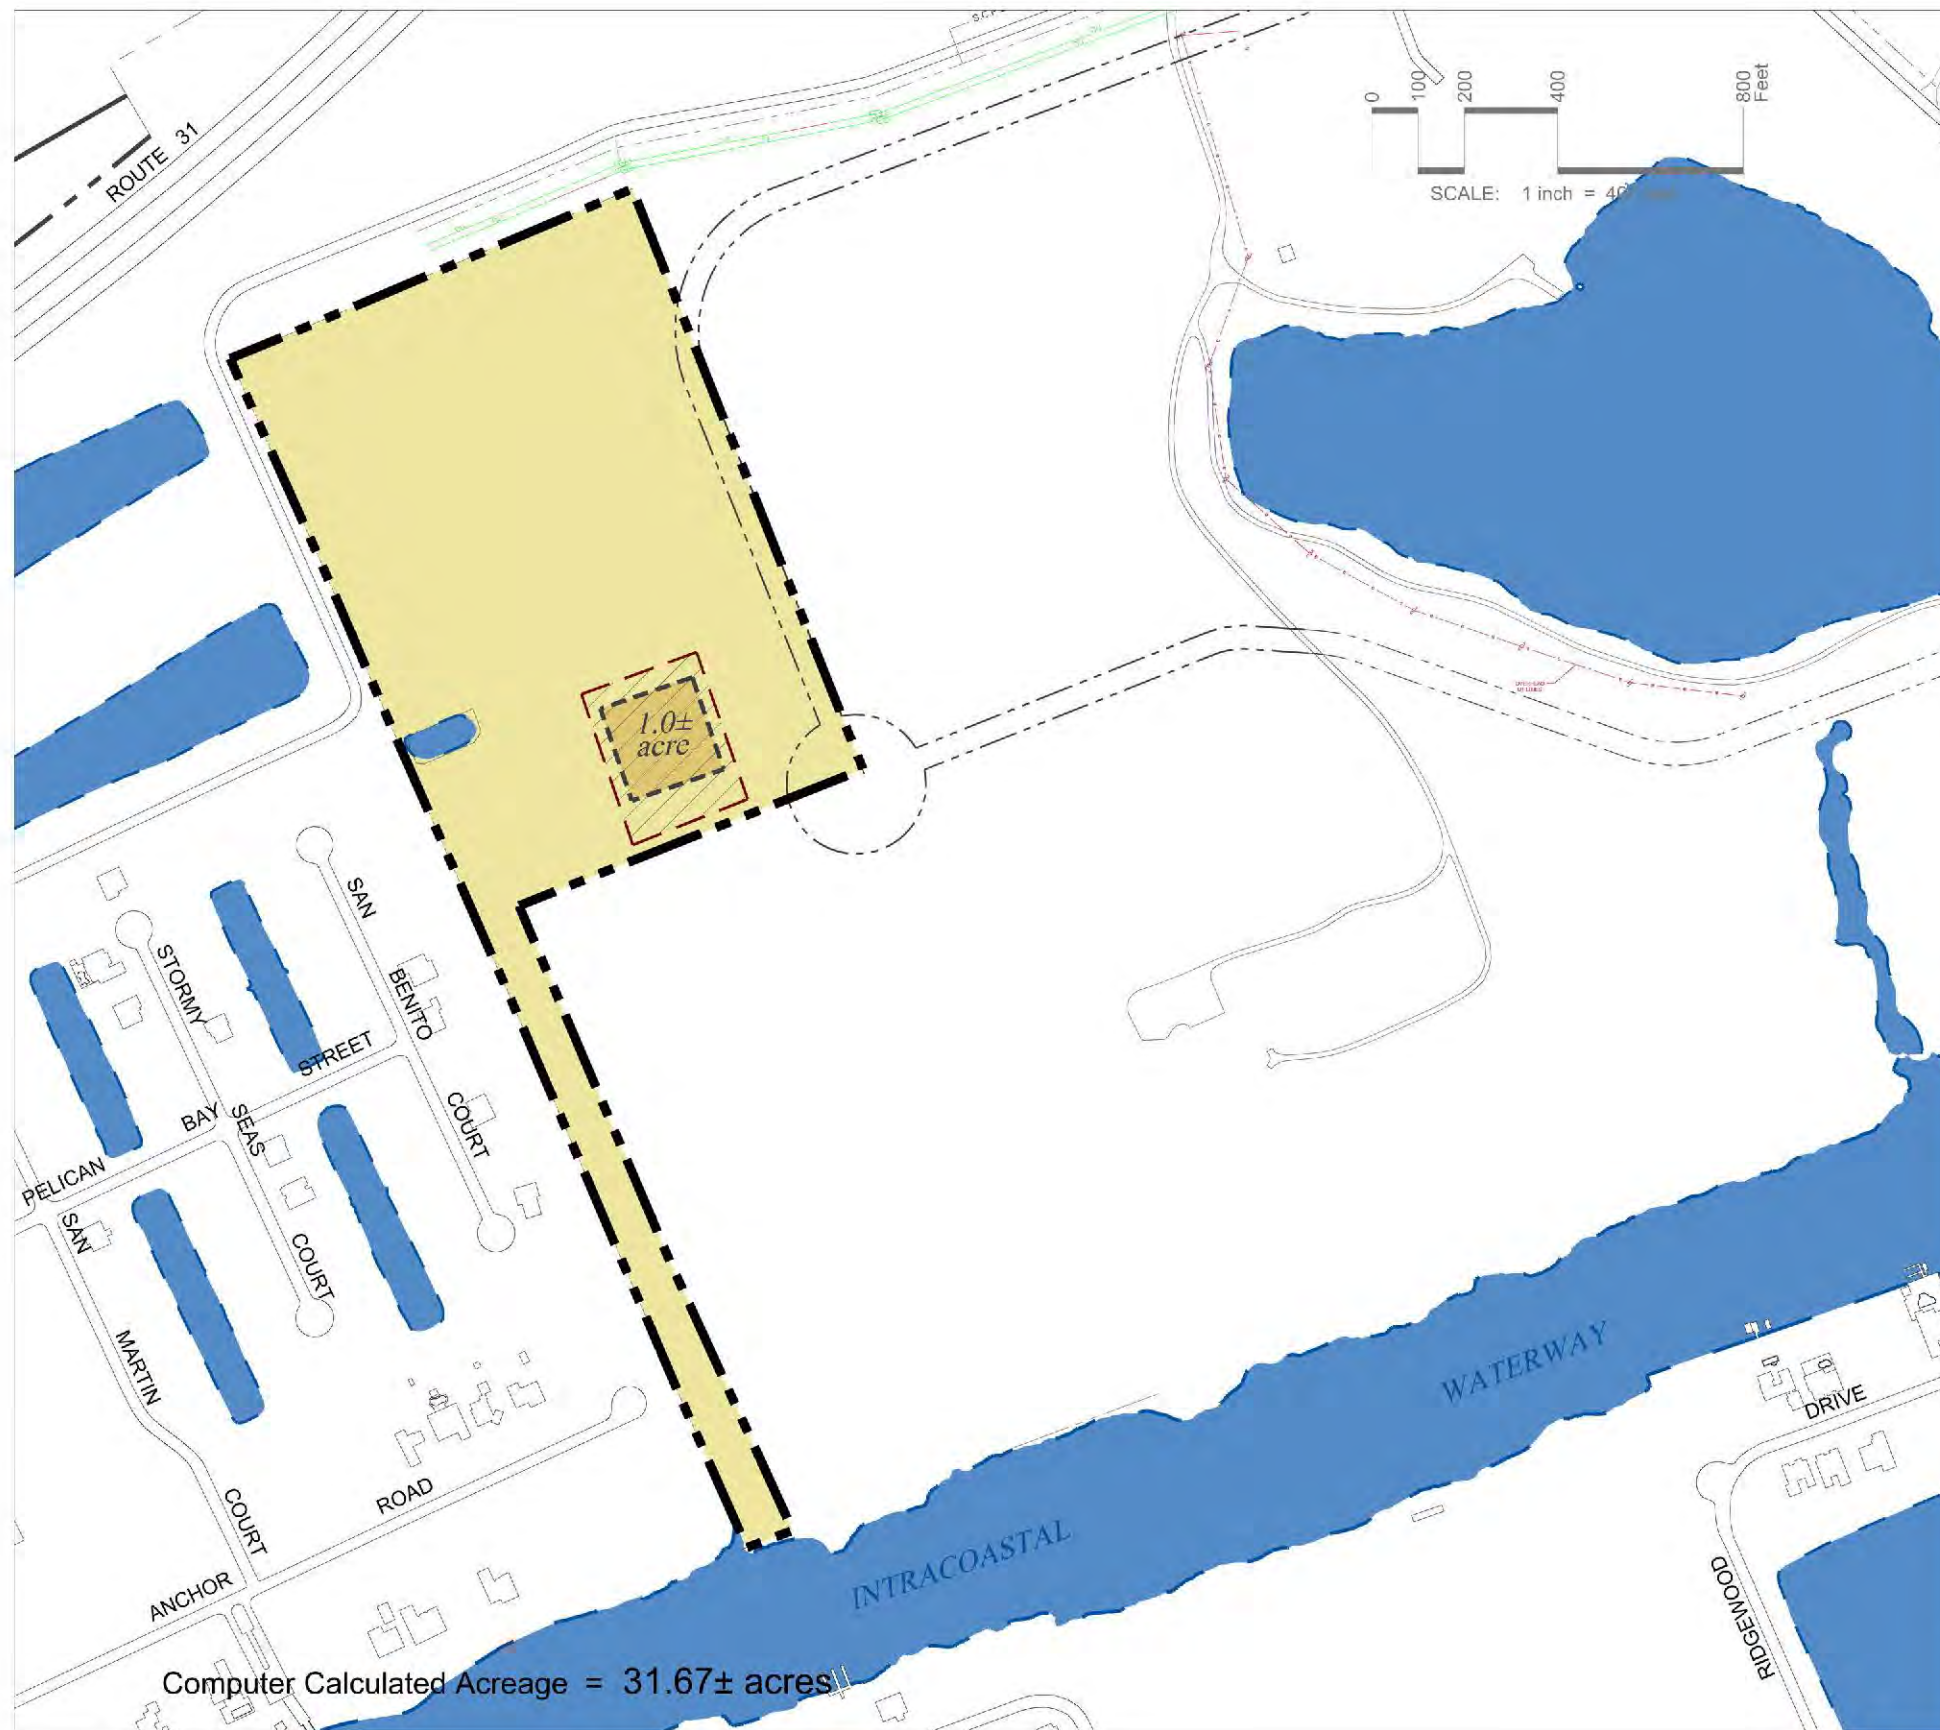 S.C.P
ROUTE 31
0
100
200
400
800
Feet
SCALE: 1 inch = 40
1.0±
acre
SAN
BENITO
COURT
STORMY
SEAS
COURT
PELICAN
BAY
STREET
SAN
MARTIN
COURT
ANCHOR
ROAD
INTRACOASTAL
WATERWAY
DRIVE
RIDGEWOOD
Computer Calculated Acreage = 31.67± acres